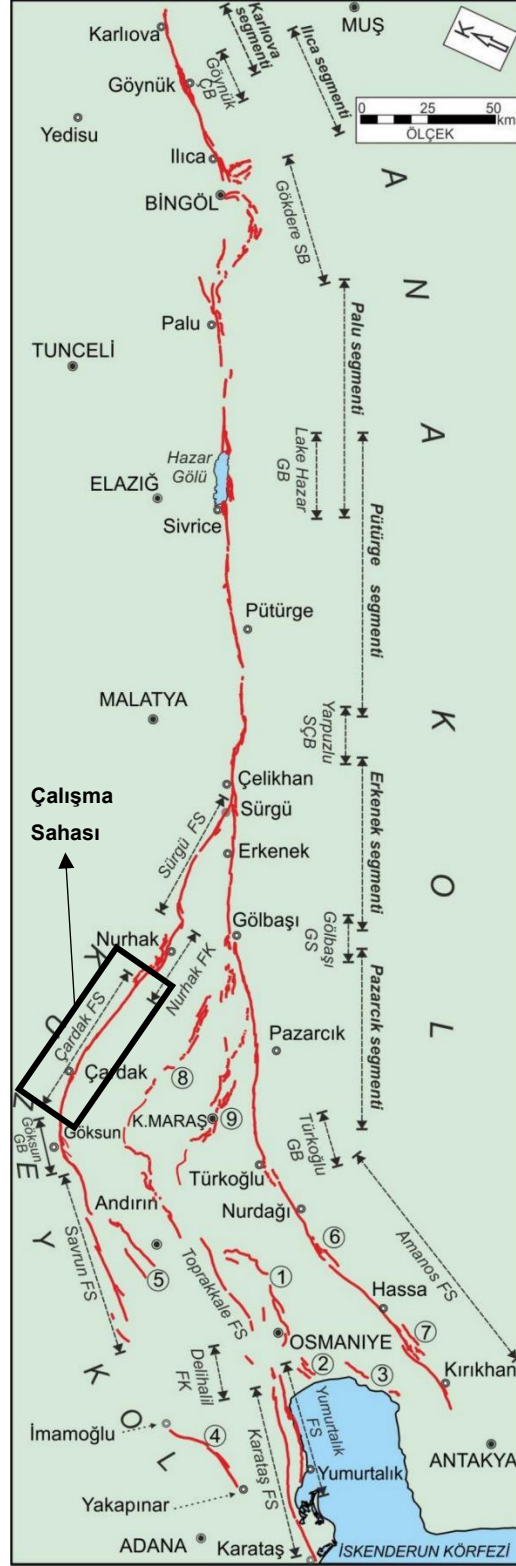 Karlıova
Karlıova
segmenti
MUŞ
K
Göynük
Göynük
ÇB
Ilıca segmenti
0 25 50
km
ÖLÇEK
Yedisu
Ilıca
BİNGÖL
Gökdere SB
A N A K O L
Palu
Palu segmenti
TUNCELİ
Hazar
Gölü
Lake Hazar
GB
ELAZIĞ
Sivrice
Pütürge segmenti
Pütürge
MALATYA
Yarpuzlu
SÇB
Çelikhan
Sürgü
Sürgü FS
Erkenek
Erkenek segmenti
Çalışma
Sahası
Nurhak
Gölbaşı
Gölbaşı
GS
Nurhak FK
Çardak FS
Pazarcık
Pazarcık segmenti
Çardak
8
K.MARAŞ
9
Göksun
Göksun
GB
K U Z E Y K O L
Türkoğlu
Türkoğlu
GB
Andırın
Nurdağı
6
Savrun FS
5
Toprakkale FS
1
Amanos FS
Hassa
7
OSMANIYE
2
3
Kırıkhan
Delihalil
FK
Yumurtalık
FS
İmamoğlu
4
Karataş FS
Yumurtalık
ANTAKYA
Yakapınar
ADANA
Karataş
İSKENDERUN KÖRFEZİ